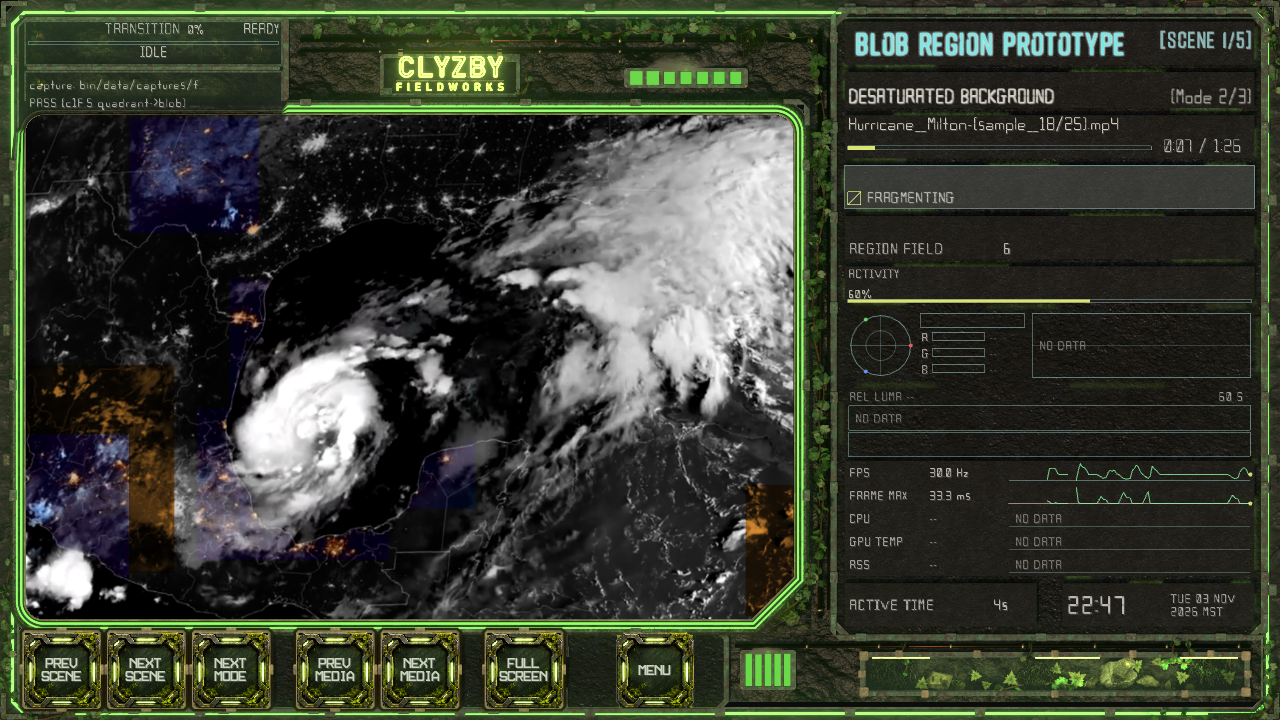 TRANSITION 0% READY
IDLE
capture: bin/data/captures/f
PASS (c1F5 quadrant->blob)
CLYZBY
FIELDWORKS
BLOB REGION PROTOTYPE [SCENE 1/5]
DESATURATED BACKGROUND (Mode 2/3)
Hurricane__Milton-(sample__18/25).mp4
0:07 / 1:26
FRAGMENTING
REGION FIELD 6
ACTIVITY
60%
R --
G --
B --
NO DATA
REL LUMA -- 60 S
NO DATA
FPS 30.0 Hz
FRAME MAX 33.3 mS
CPU -- NO DATA
GPU TEMP -- NO DATA
RSS -- NO DATA
ACTIVE TIME 4s
22:47
TUE 03 NOV
2026 MST
PREV SCENE
NEXT SCENE
NEXT MODE
PREV MEDIA
NEXT MEDIA
FULL SCREEN
MENU